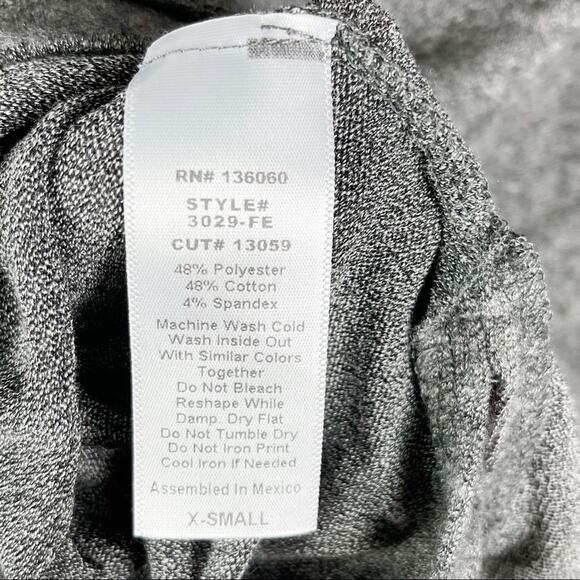 RN# 136060
STYLE#
3029-FE
CUT# 13059
48% Polyester
48% Cotton
4% Spandex
Machine Wash Cold
Wash Inside Out
With Similar Colors
Together
Do Not Bleach
Reshape While
Damp. Dry Flat
Do Not Tumble Dry
Do Not Iron Print
Cool Iron if Needed
Assembled In Mexico
X-SMALL